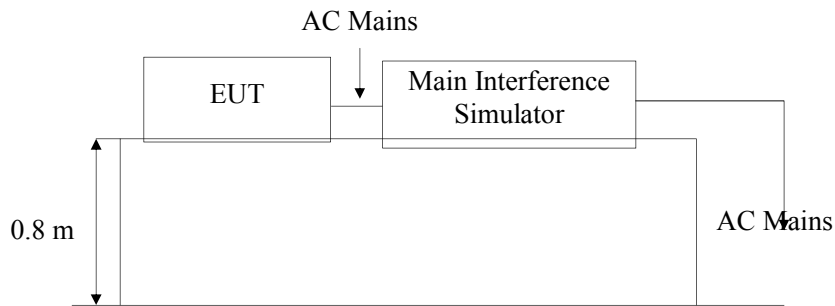 AC Mains
EUT
Main Interference
Simulator
0.8 m
AC Mains